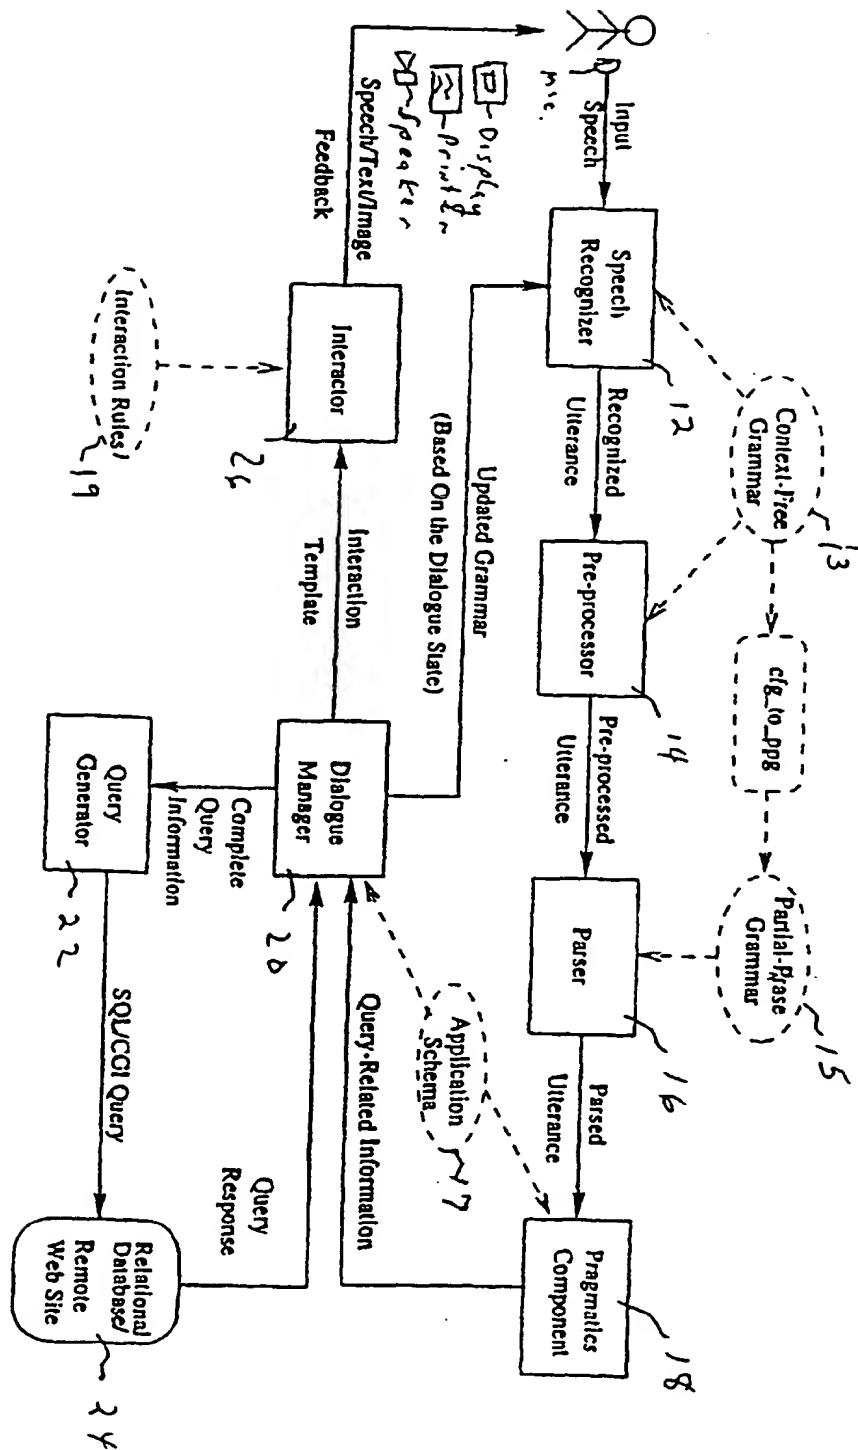 Context-Free
Grammar
13
cfg_to_ppg
Partial-Phrase
Grammar
15
mic.
Input
Speech
Speech
Recognizer
12
Recognized
Utterance
Pre-processor
14
Pre-processed
Utterance
Parser
16
Parsed
Utterance
Pragmatics
Component
18
Display
Printer
Speaker
Speech/Text/Image
Feedback
Updated Grammar
(Based On the Dialogue State)
Application
Schema
17
Query-Related Information
Interactor
26
Interaction
Template
Dialogue
Manager
20
Interaction Rules
19
Complete
Query
Information
Query
Response
Query
Generator
22
SQL/CGI Query
Relational
Database/
Remote
Web Site
24